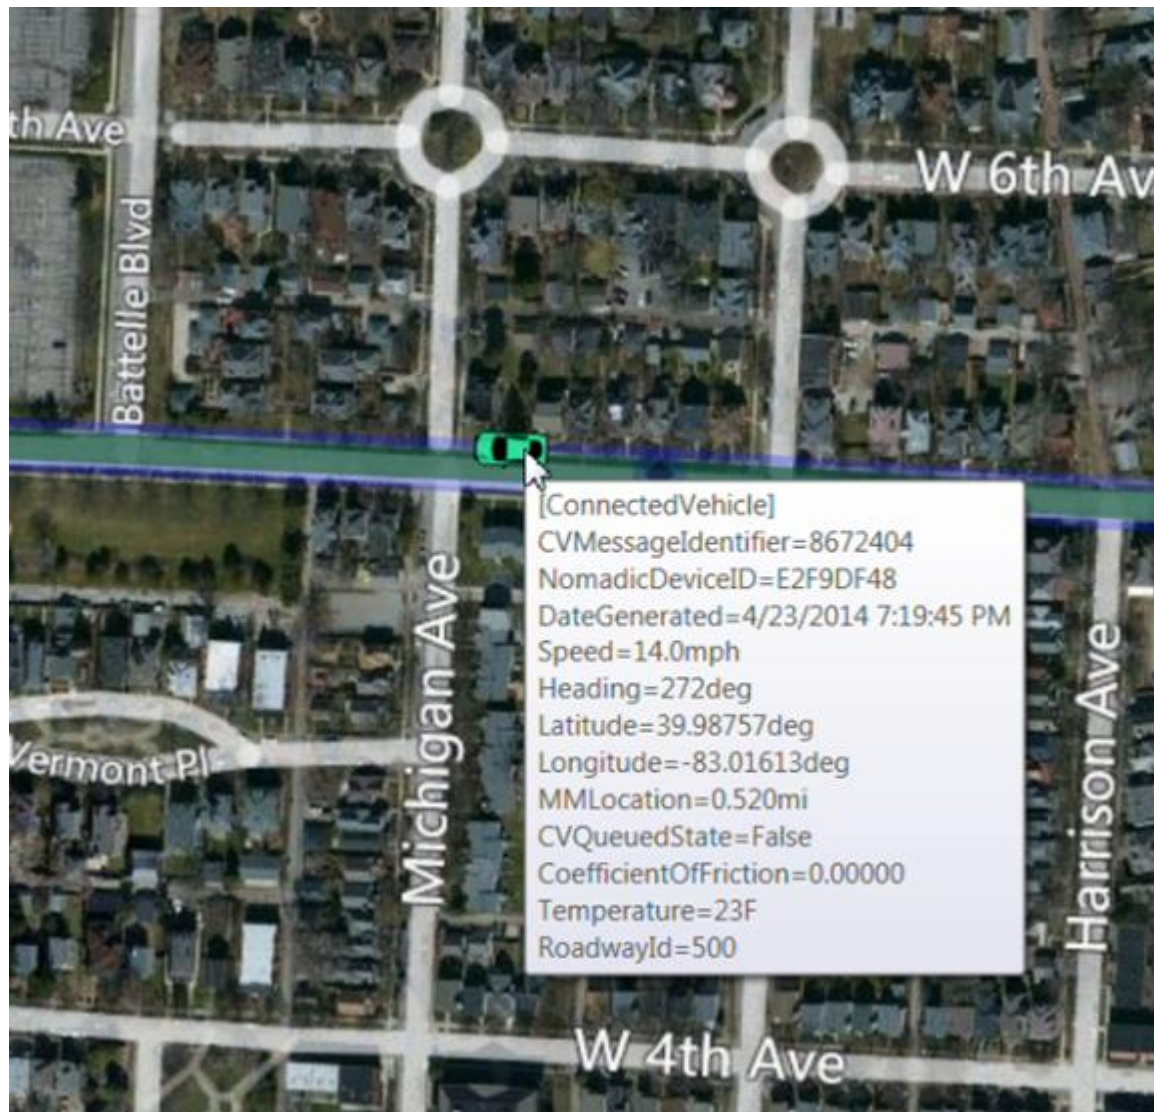 th Ave
W 6th Av
Battelle Blvd
[ConnectedVehicle]
CVMessageIdentifier=8672404
NomadicDeviceID=E2F9DF48
DateGenerated=4/23/2014 7:19:45 PM
Speed=14.0mph
Heading=272deg
Latitude=39.98757deg
Longitude=-83.01613deg
MMLocation=0.520mi
CVQueuedState=False
CoefficientOfFriction=0.00000
Temperature=23F
RoadwayId=500
Michigan Ave
Harrison Ave
Vermont Pl
W 4th Ave